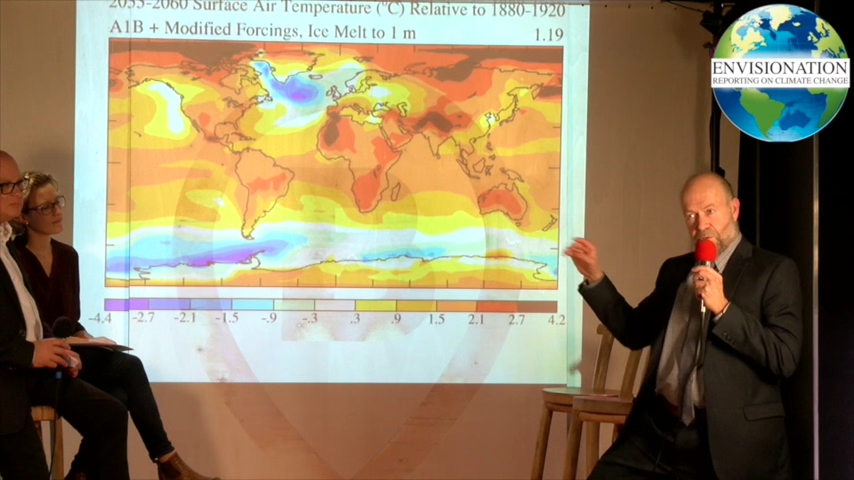 2055-2060 Surface Air Temperature (°C) Relative to 1880-1920
A1B + Modified Forcings, Ice Melt to 1 m 1.19
-4.4 -2.7 -2.1 -1.5 -.9 -.3 .3 .9 1.5 2.1 2.7 4.2
ENVISIONATION
REPORTING ON CLIMATE CHANGE